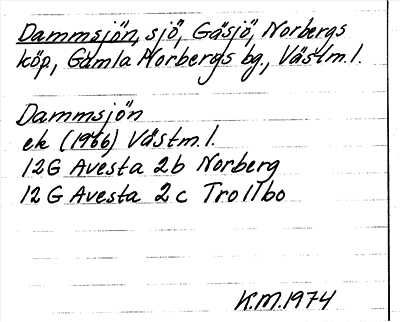 Dammsjön, sjö, Gäsjö, Norbergs
köp, Gamla Norbergs bg., Västm.l.
Dammsjön
ek (1966) Västm.l.
12G Avesta 2b Norberg
12G Avesta 2c Trollbo
K.M.1974